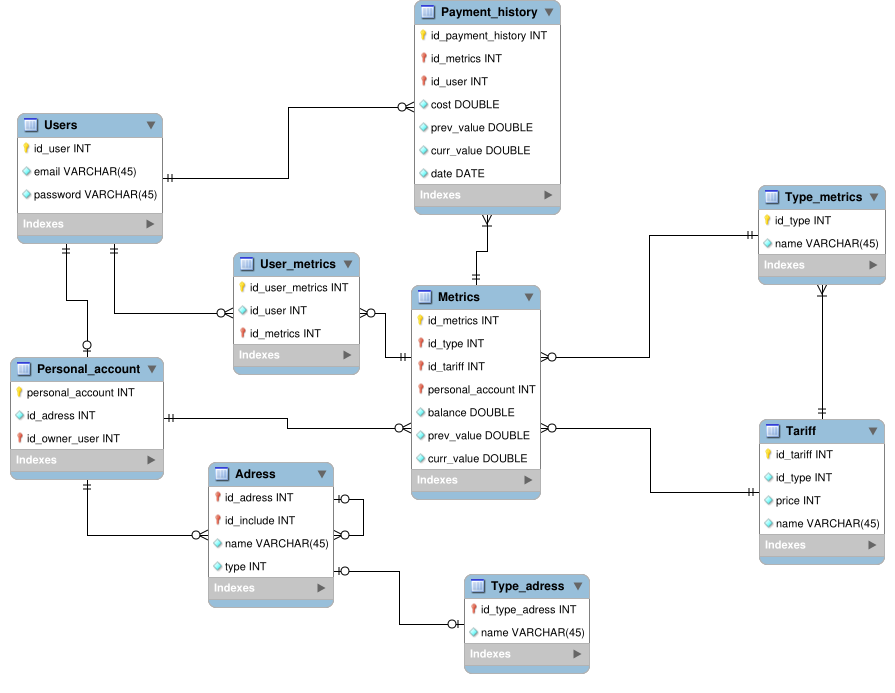 Payment_history
id_payment_history INT
id_metrics INT
id_user INT
cost DOUBLE
prev_value DOUBLE
curr_value DOUBLE
date DATE
Indexes
Users
id_user INT
email VARCHAR(45)
password VARCHAR(45)
Indexes
Type_metrics
id_type INT
name VARCHAR(45)
Indexes
User_metrics
id_user_metrics INT
id_user INT
id_metrics INT
Indexes
Metrics
id_metrics INT
id_type INT
id_tariff INT
personal_account INT
balance DOUBLE
prev_value DOUBLE
curr_value DOUBLE
Indexes
Personal_account
personal_account INT
id_adress INT
id_owner_user INT
Indexes
Tariff
id_tariff INT
id_type INT
price INT
name VARCHAR(45)
Indexes
Adress
id_adress INT
id_include INT
name VARCHAR(45)
type INT
Indexes
Type_adress
id_type_adress INT
name VARCHAR(45)
Indexes